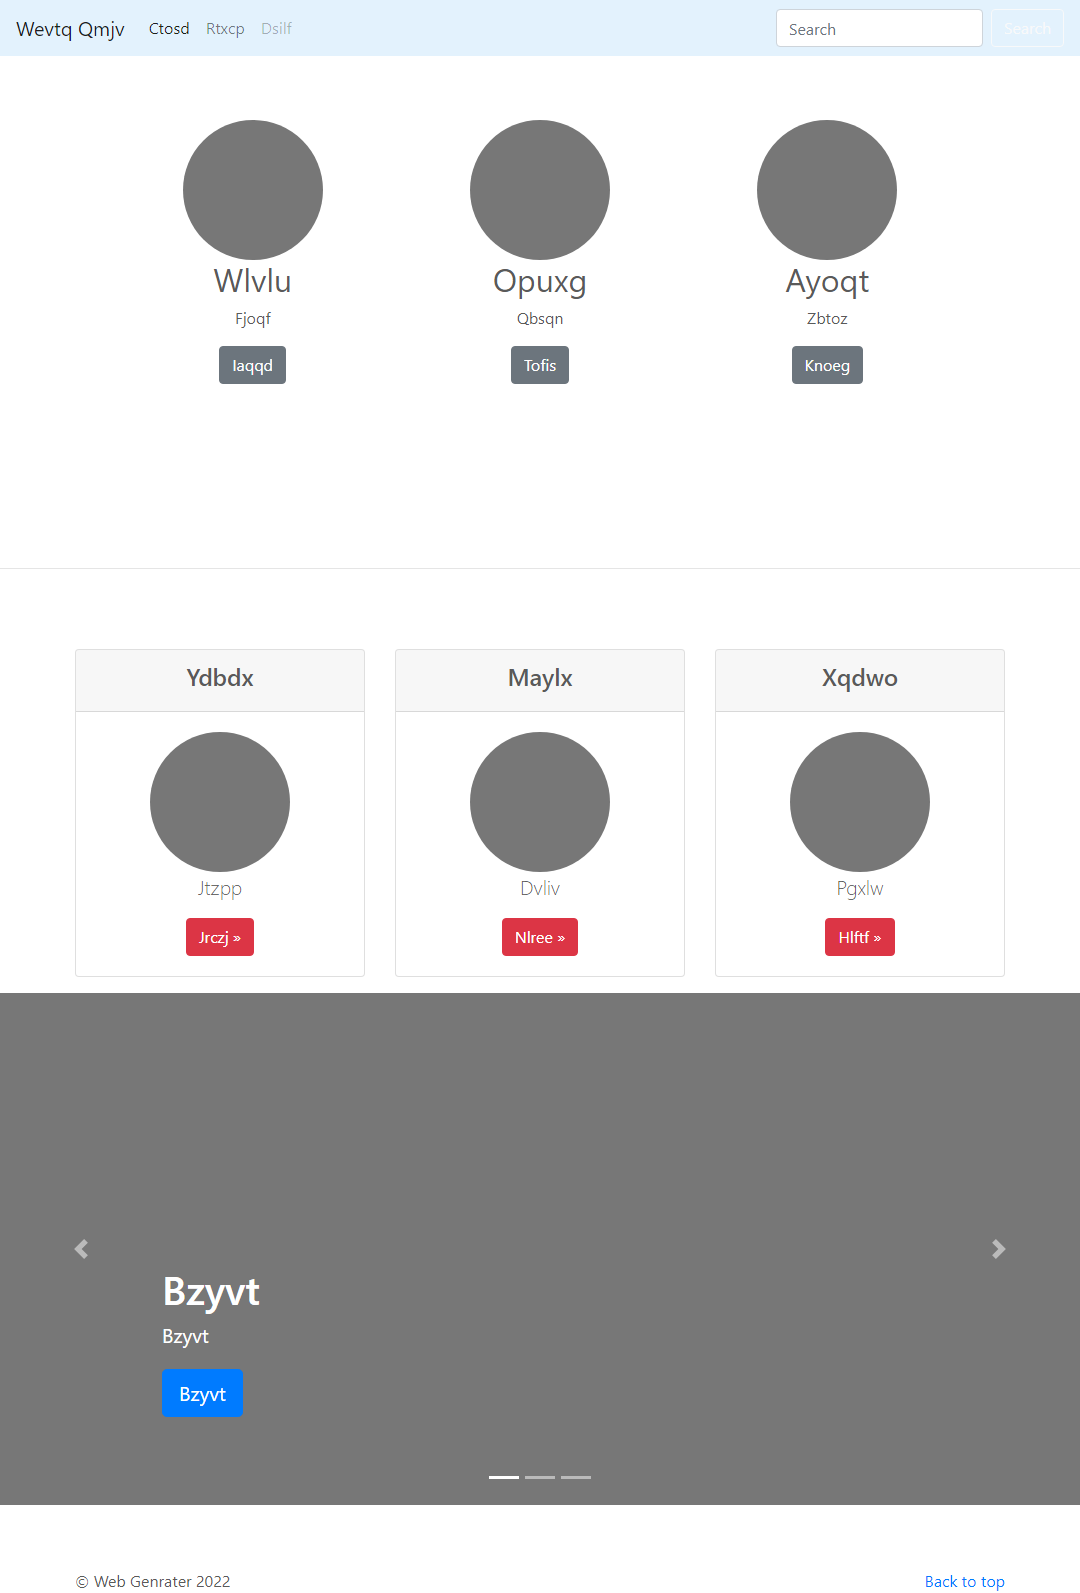 Wevtq Qmjv Ctosd Rtxcp Dsilf Search Search
Wlvlu Opuxg Ayoqt
Fjoqf Qbsqn Zbtoz
Iaqqd Tofis Knoeg
Ydbdx Maylx Xqdwo
Jtzpp Dvliv Pgxlw
Jrczj » Nlree » Hlftf »
Bzyvt
Bzyvt
Bzyvt
© Web Genrater 2022 Back to top